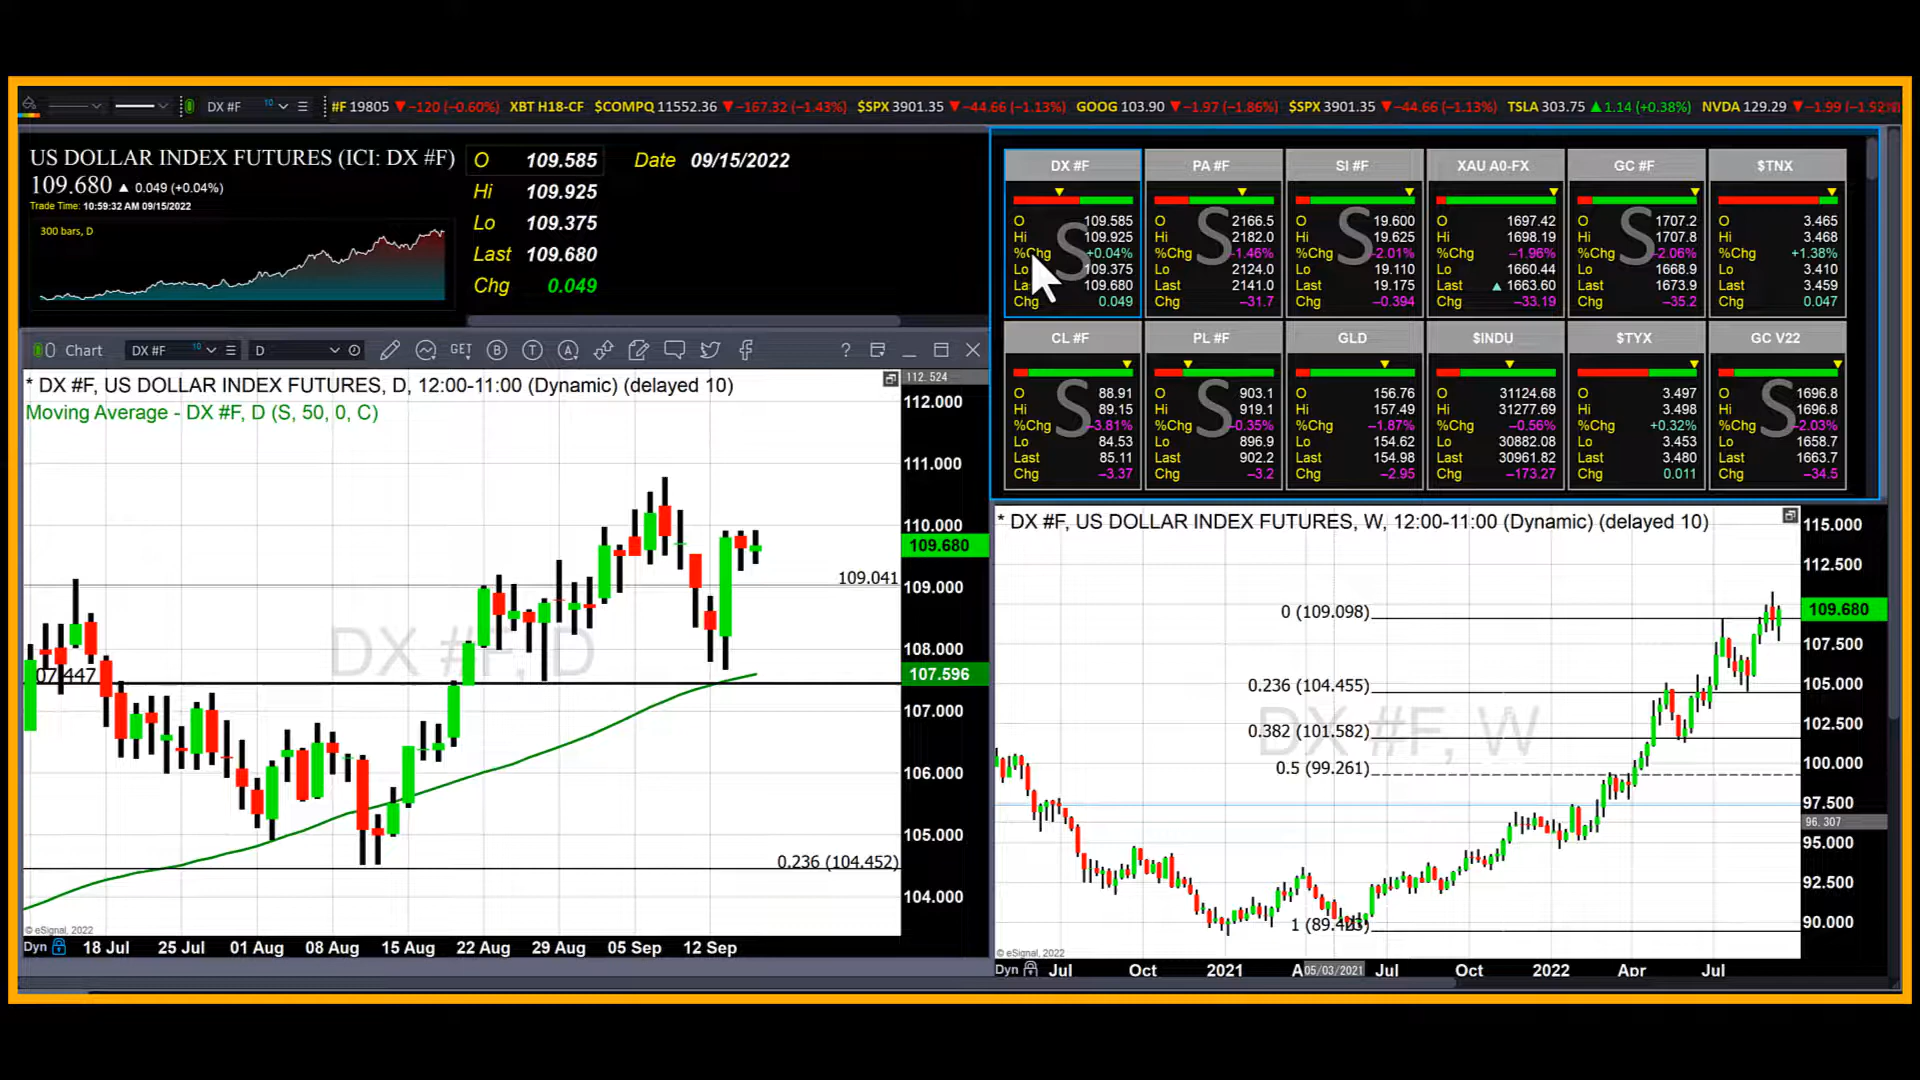 DX #F 10 #F 19805 ▼ −120 (−0.60%) XBT H18-CF $COMPQ 11552.36 ▼ −167.32 (−1.43%) $SPX 3901.35 ▼ −44.66 (−1.13%) GOOG 103.90 ▼ −1.97 (−1.86%) $SPX 3901.35 ▼ −44.66 (−1.13%) TSLA 303.75 ▲ 1.14 (+0.38%) NVDA 129.29 ▼ −1.99 (−1.52%)
US DOLLAR INDEX FUTURES (ICI: DX #F)
109.680 ▲ 0.049 (+0.04%)
Trade Time: 10:59:32 AM 09/15/2022
300 bars, D
O 109.585 Date 09/15/2022
Hi 109.925
Lo 109.375
Last 109.680
Chg 0.049
DX #F PA #F SI #F XAU A0-FX GC #F $TNX
O 109.585 O 2166.5 O 19.600 O 1697.42 O 1707.2 O 3.465
Hi 109.925 Hi 2182.0 Hi 19.625 Hi 1698.19 Hi 1707.8 Hi 3.468
%Chg +0.04% %Chg −1.46% %Chg −2.01% %Chg −1.96% %Chg −2.06% %Chg +1.38%
Lo 109.375 Lo 2124.0 Lo 19.110 Lo 1660.44 Lo 1668.9 Lo 3.410
109.680 Last 2141.0 Last 19.175 Last ▲ 1663.60 Last 1673.9 Last 3.459
Chg 0.049 Chg −31.7 Chg −0.394 Chg −33.19 Chg −35.2 Chg 0.047
S S S S
CL #F PL #F GLD $INDU $TYX GC V22
O 88.91 O 903.1 O 156.76 O 31124.68 O 3.497 O 1696.8
Hi 89.15 Hi 919.1 Hi 157.49 Hi 31277.69 Hi 3.498 Hi 1696.8
%Chg −3.81% %Chg −0.35% %Chg −1.87% %Chg −0.56% %Chg +0.32% %Chg −2.03%
Lo 84.53 Lo 896.9 Lo 154.62 Lo 30882.08 Lo 3.453 Lo 1658.7
Last 85.11 Last 902.2 Last 154.98 Last 30961.82 Last 3.480 Last 1663.7
Chg −3.37 Chg −3.2 Chg −2.95 Chg −173.27 Chg 0.011 Chg −34.5
S S S
Chart DX #F 10 D GET B T A ?
* DX #F, US DOLLAR INDEX FUTURES, D, 12:00-11:00 (Dynamic) (delayed 10)
Moving Average - DX #F, D (S, 50, 0, C)
112.524
112.000
111.000
110.000
109.680
109.041
109.000
108.000
DX #F, D
107.596
07.447
107.000
106.000
105.000
0.236 (104.452)
104.000
© eSignal, 2022
Dyn 18 Jul 25 Jul 01 Aug 08 Aug 15 Aug 22 Aug 29 Aug 05 Sep 12 Sep
* DX #F, US DOLLAR INDEX FUTURES, W, 12:00-11:00 (Dynamic) (delayed 10)
115.000
112.500
0 (109.098)
109.680
107.500
0.236 (104.455)
105.000
DX #F, W
0.382 (101.582)
102.500
0.5 (99.261)
100.000
97.500
96.307
95.000
92.500
90.000
© eSignal, 2022
Dyn Jul Oct 2021 A 05/03/2021 Jul Oct 2022 Apr Jul